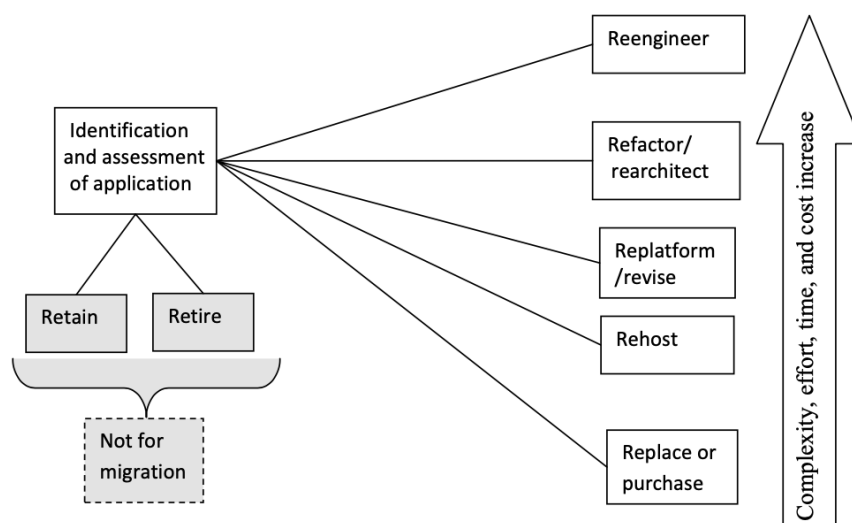 Reengineer
Identification
and assessment
of application
Refactor/
rearchitect
Replatform
/revise
Retain
Retire
Rehost
Not for
migration
Replace or
purchase
Complexity, effort, time, and cost increase